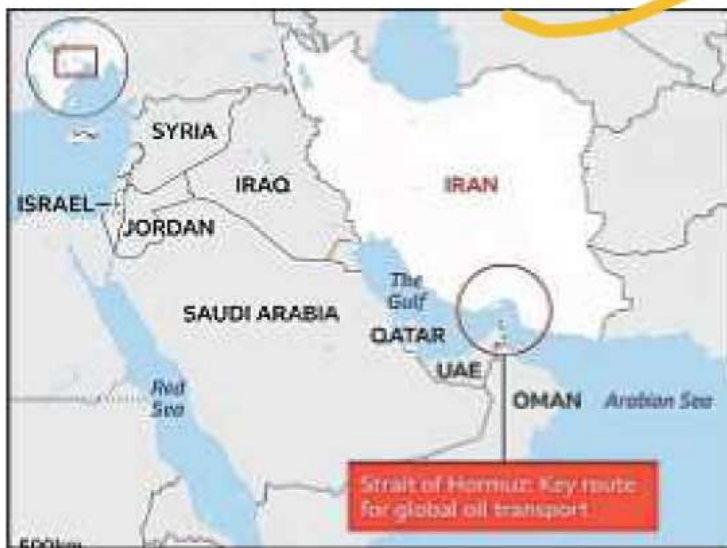 SYRIA
ISRAEL
IRAQ
IRAN
JORDAN
The
Gulf
SAUDI ARABIA
QATAR
UAE
Red
Sea
OMAN
Arabian Sea
Strait of Hormuz: Key route
for global oil transport
500km